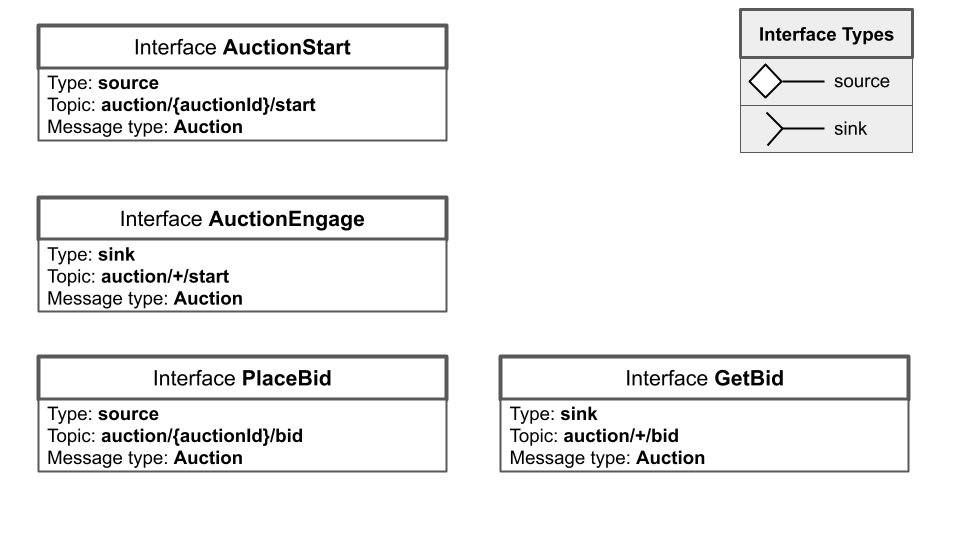 Interface AuctionStart
Type: source
Topic: auction/{auctionId}/start
Message type: Auction
Interface Types
source
sink
Interface AuctionEngage
Type: sink
Topic: auction/+/start
Message type: Auction
Interface PlaceBid
Type: source
Topic: auction/{auctionId}/bid
Message type: Auction
Interface GetBid
Type: sink
Topic: auction/+/bid
Message type: Auction